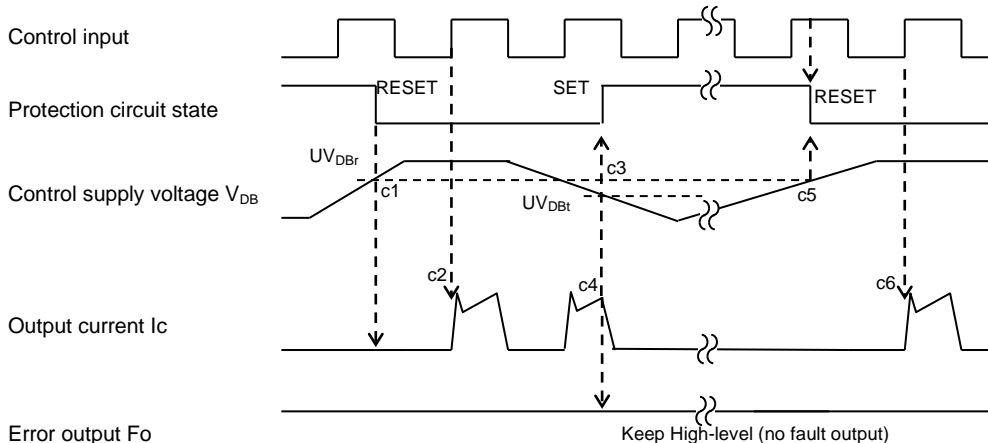 Control input
RESET
SET
RESET
Protection circuit state
UVDBr
c3
c1
c5
Control supply voltage VDB
UVDBt
c2
c4
c6
Output current Ic
Error output Fo
Keep High-level (no fault output)